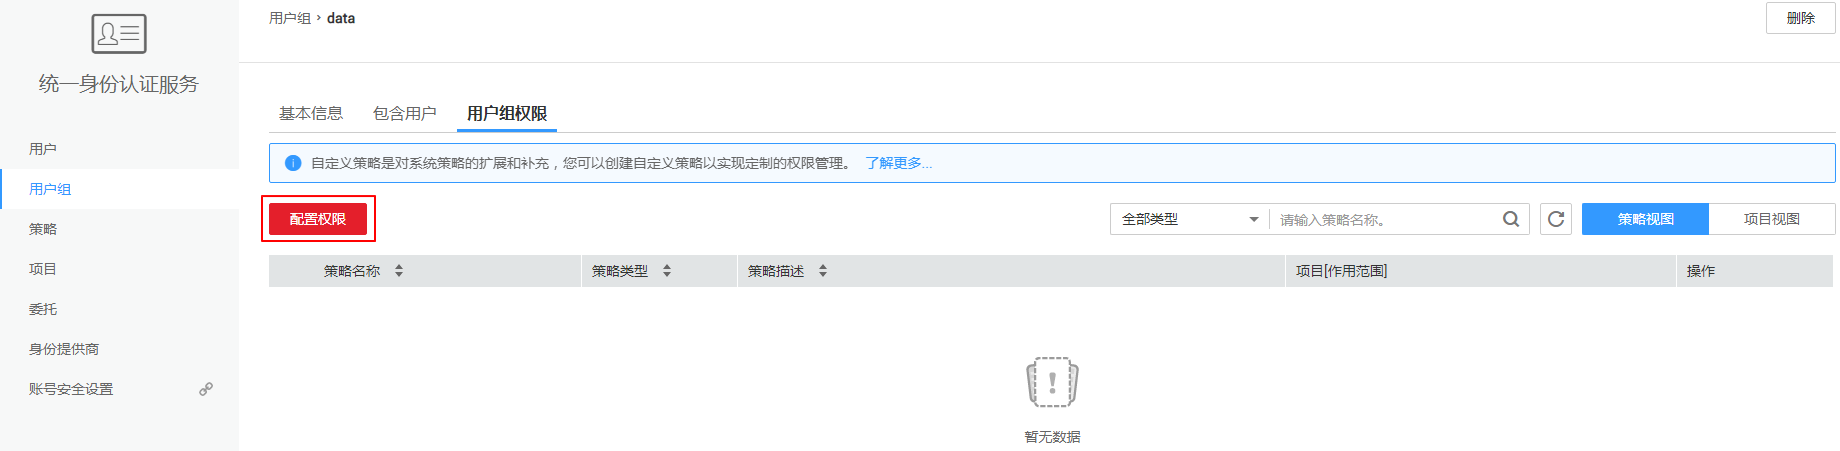 统一身份认证服务
用户
用户组
策略
项目
委托
身份提供商
账号安全设置
用户组 › data
删除
基本信息 包含用户 用户组权限
自定义策略是对系统策略的扩展和补充，您可以创建自定义策略以实现定制的权限管理。 了解更多...
配置权限 全部类型 请输入策略名称。 策略视图 项目视图
策略名称 策略类型 策略描述 项目[作用范围] 操作
暂无数据